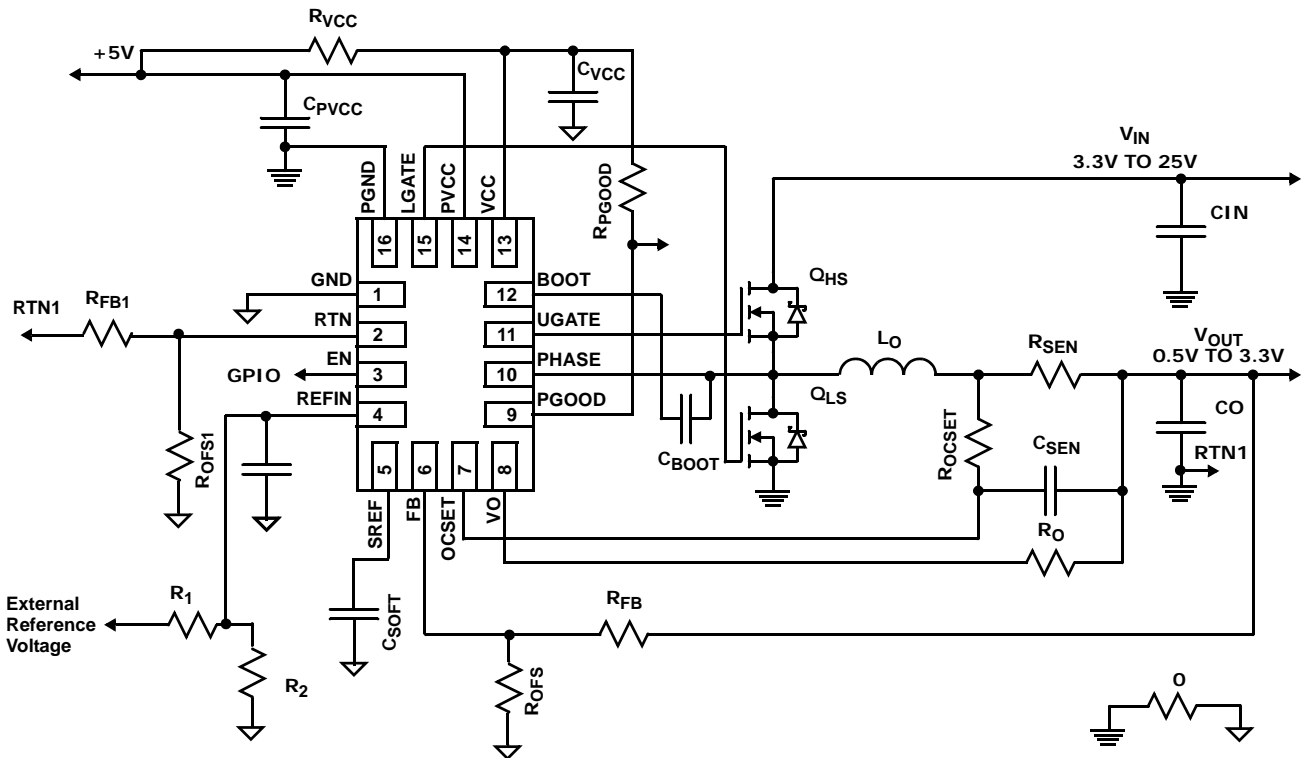 RVCC
+5V
CVCC
CPVCC
VIN
3.3V TO 25V
PGND
LGATE
PVCC
VCC
RPGOOD
CIN
16
15
14
13
GND
1
BOOT
12
QHS
RTN1
RFB1
RTN
2
UGATE
11
LO
RSEN
VOUT
0.5V TO 3.3V
EN
3
PHASE
10
GPIO
QLS
REFIN
4
PGOOD
9
CO
ROFS1
CBOOT
ROCSET
CSEN
RTN1
5
6
7
8
SREF
FB
OCSET
VO
RO
External
Reference
Voltage
R1
CSOFT
RFB
R2
ROFS
0